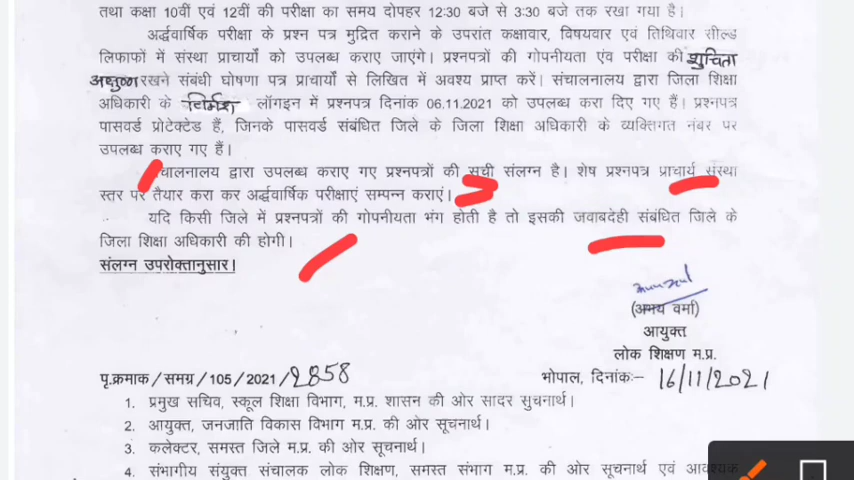 तथा कक्षा 10वीं एवं 12वीं की परीक्षा का समय दोपहर 12:30 बजे से 3:30 बजे तक रखा गया है।
अर्द्धवार्षिक परीक्षा के प्रश्न पत्र मुद्रित कराने के उपरांत कक्षावार, विषयवार एवं तिथिवार सील्ड
लिफाफों में संस्था प्राचार्यो को उपलब्ध कराए जाएंगे। प्रश्नपत्रों की गोपनीयता एंव परीक्षा की शुचिता
अक्षुण्ण रखने संबंधी घोषणा पत्र प्राचार्यो से लिखित में अवश्य प्राप्त करें। संचालनालय द्वारा जिला शिक्षा
अधिकारी के विमर्श लॉगइन में प्रश्नपत्र दिनांक 06.11.2021 को उपलब्ध करा दिए गए हैं। प्रश्नपत्र
पासवर्ड प्रोटेक्टेड हैं, जिनके पासवर्ड संबंधित जिले के जिला शिक्षा अधिकारी के व्यक्तिगत नंबर पर
उपलब्ध कराए गए हैं।
चालनालय द्वारा उपलब्ध कराए गए प्रश्नपत्रों की सूची संलग्न है। शेष प्रश्नपत्र प्राचार्य संस्था
स्तर पर तैयार करा कर अर्द्धवार्षिक परीक्षाएं सम्पन्न कराएं।
यदि किसी जिले में प्रश्नपत्रों की गोपनीयता भंग होती है तो इसकी जवाबदेही संबंधित जिले के
जिला शिक्षा अधिकारी की होगी।
संलग्न उपरोक्तानुसार।
(अभय वर्मा)
आयुक्त
लोक शिक्षण म.प्र.
पृ.क्रमाक/समग्र/105/2021/2858 भोपाल, दिनांकः– 16/11/2021
1. प्रमुख सचिव, स्कूल शिक्षा विभाग, म.प्र. शासन की ओर सादर सुचनार्थ।
2. आयुक्त, जनजाति विकास विभाग म.प्र. की ओर सूचनार्थ।
3. कलेक्टर, समस्त जिले म.प्र. की ओर सूचनार्थ।
4. संभागीय संयुक्त संचालक लोक शिक्षण, समस्त संभाग म.प्र. की ओर सूचनार्थ एवं आवश्यक